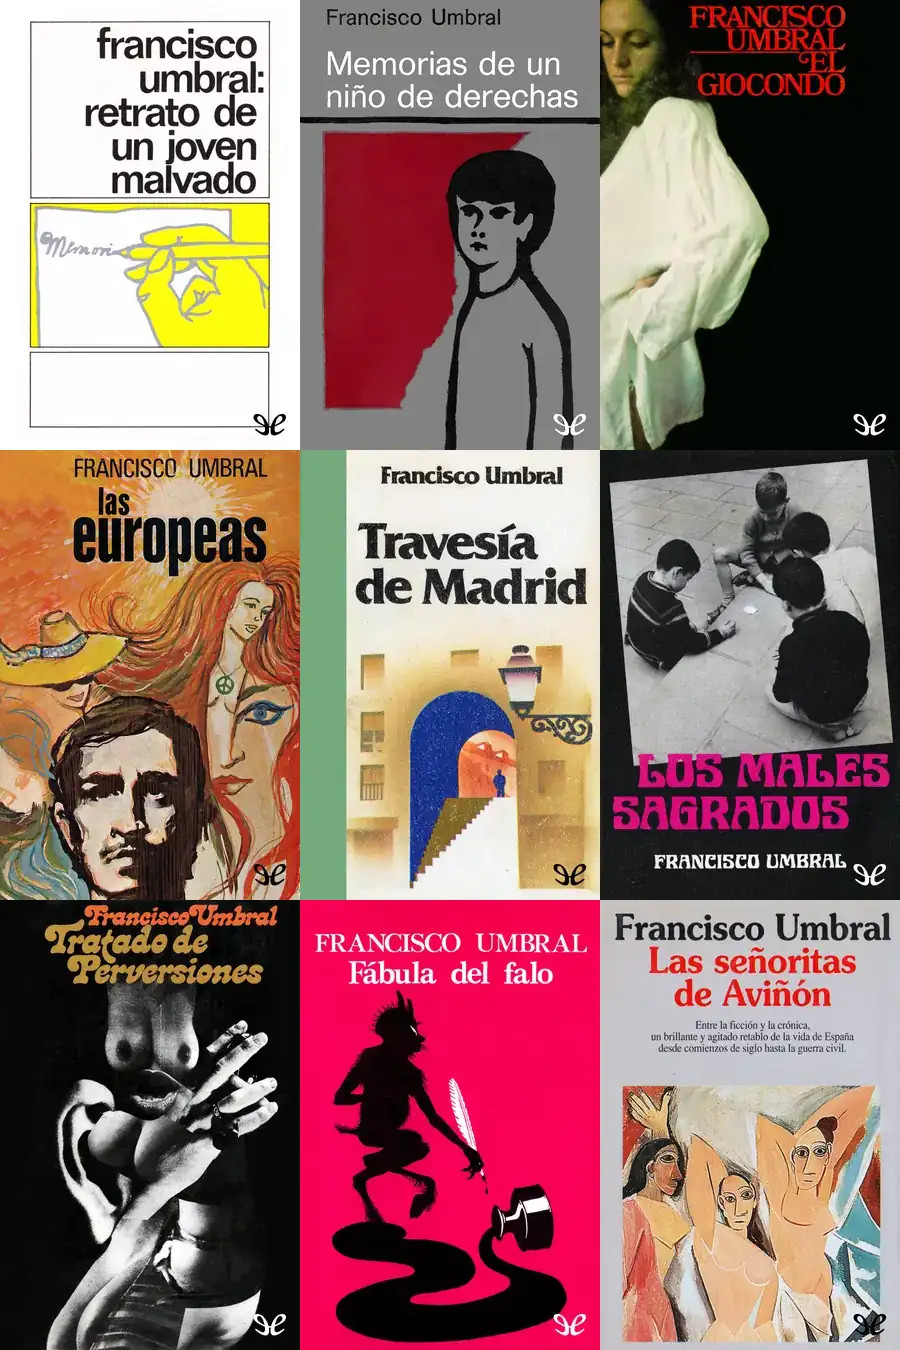 francisco
umbral:
retrato de
un joven
malvado
Memori
Francisco Umbral
Memorias de un
niño de derechas
FRANCISCO
UMBRAL
EL
GIOCONDO
FRANCISCO UMBRAL
las
europeas
Francisco Umbral
Travesía
de Madrid
LOS MALES
SAGRADOS
FRANCISCO UMBRAL
Francisco Umbral
Tratado de
Perversiones
FRANCISCO UMBRAL
Fábula del falo
Francisco Umbral
Las señoritas
de Aviñón
Entre la ficción y la crónica,
un brillante y agitado retablo de la vida de España
desde comienzos de siglo hasta la guerra civil.